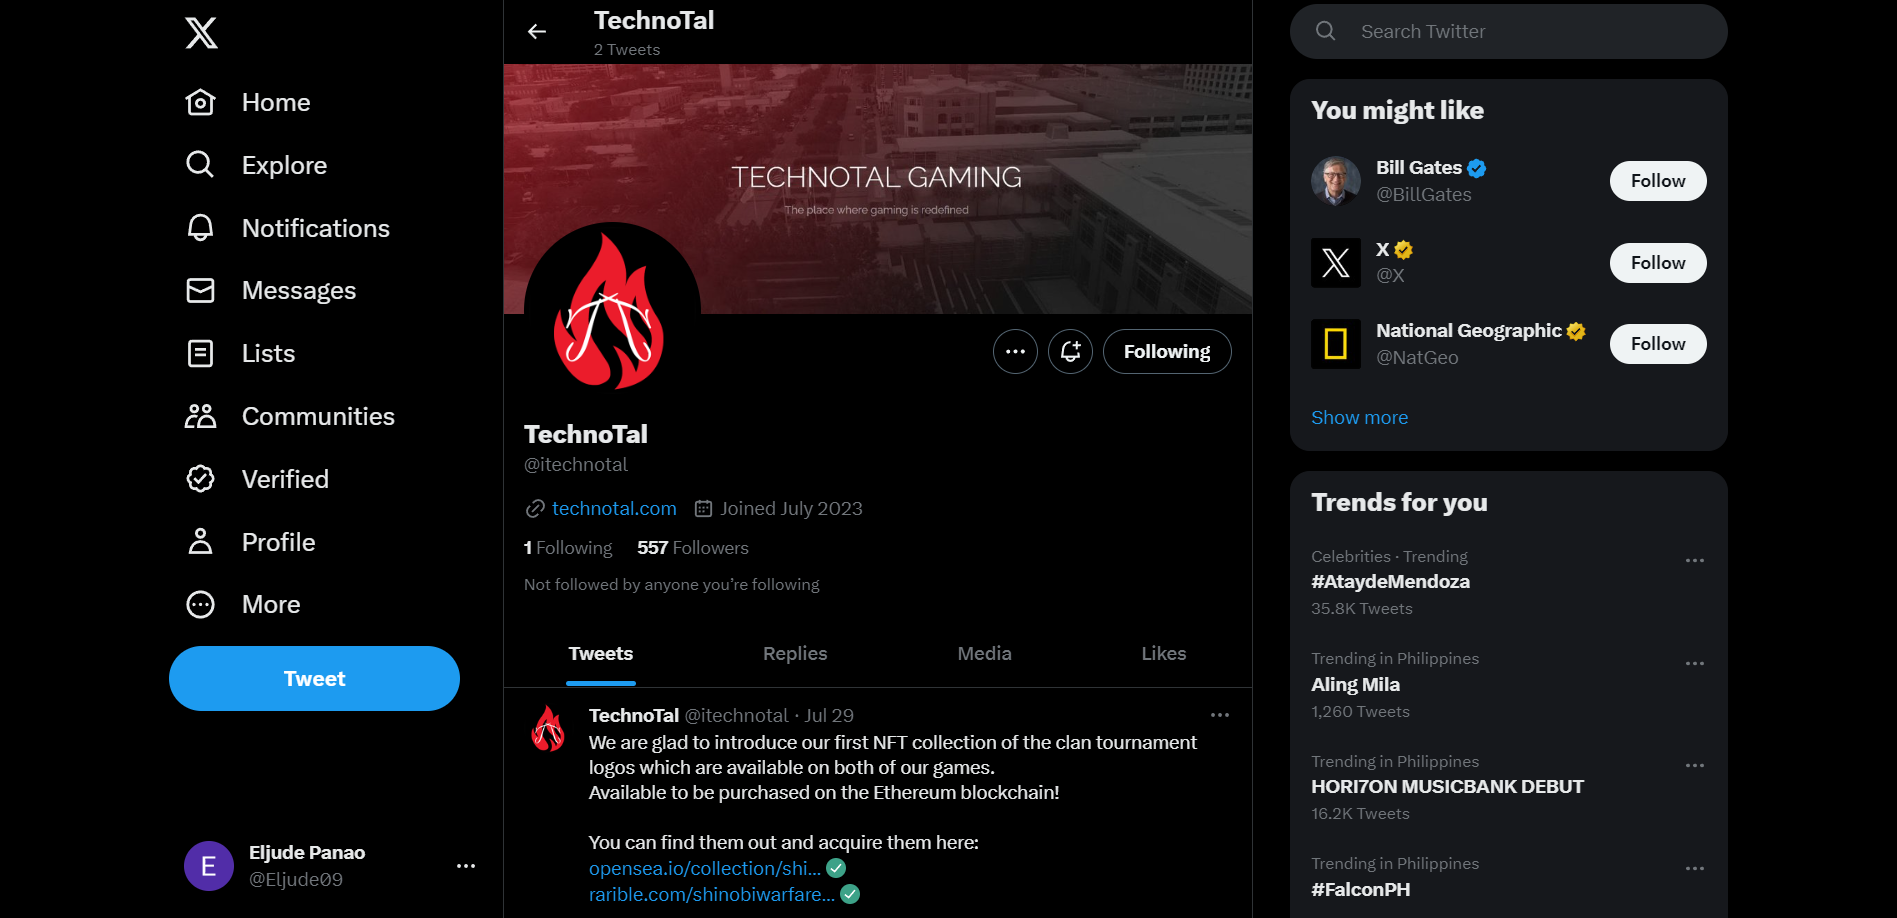 Home
Explore
Notifications
Messages
Lists
Communities
Verified
Profile
More
Tweet
Eljude Panao
@Eljude09
TechnoTal
2 Tweets
TECHNOTAL GAMING
The place where gaming is redefined
Following
TechnoTal
@itechnotal
technotal.com Joined July 2023
1 Following 557 Followers
Not followed by anyone you're following
Tweets Replies Media Likes
TechnoTal @itechnotal · Jul 29
We are glad to introduce our first NFT collection of the clan tournament
logos which are available on both of our games.
Available to be purchased on the Ethereum blockchain!
You can find them out and acquire them here:
opensea.io/collection/shi...
rarible.com/shinobiwarfare...
Search Twitter
You might like
Bill Gates
@BillGates
Follow
X
@X
Follow
National Geographic
@NatGeo
Follow
Show more
Trends for you
Celebrities · Trending
#AtaydeMendoza
35.8K Tweets
Trending in Philippines
Aling Mila
1,260 Tweets
Trending in Philippines
HORI7ON MUSICBANK DEBUT
16.2K Tweets
Trending in Philippines
#FalconPH
E